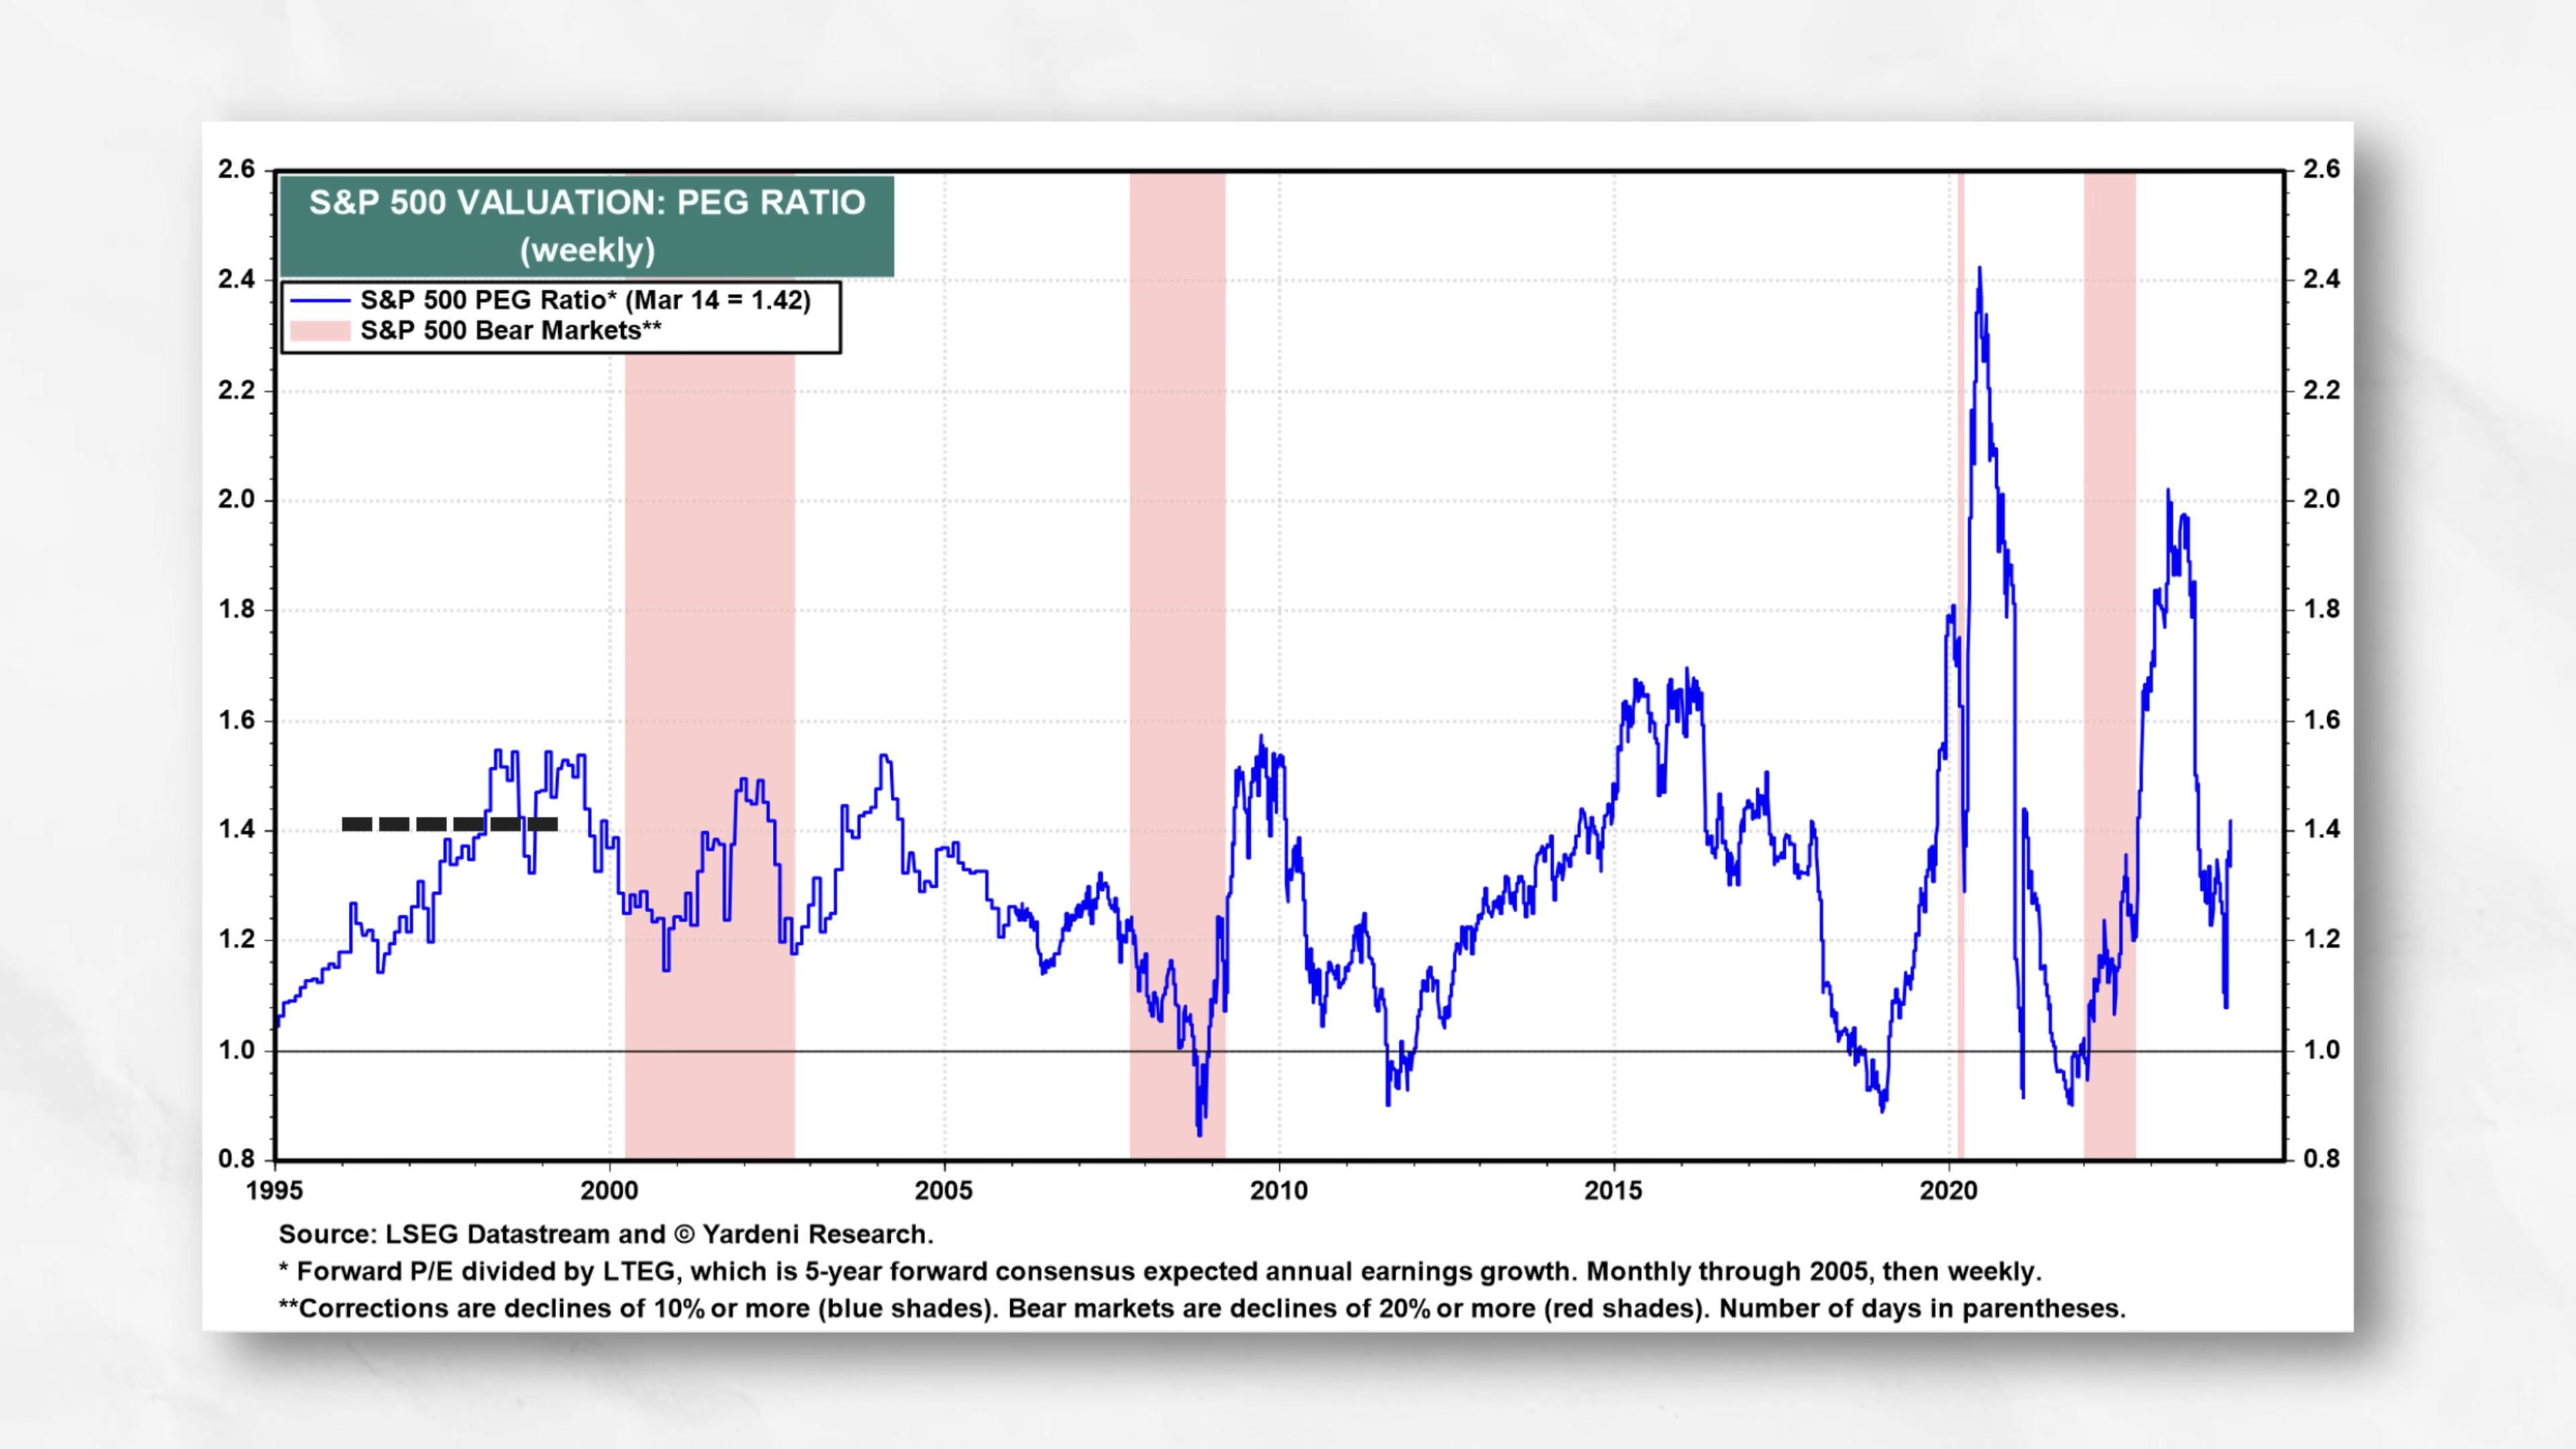 S&P 500 VALUATION: PEG RATIO
(weekly)
S&P 500 PEG Ratio* (Mar 14 = 1.42)
S&P 500 Bear Markets**
2.6 2.6
2.4 2.4
2.2 2.2
2.0 2.0
1.8 1.8
1.6 1.6
1.4 1.4
1.2 1.2
1.0 1.0
0.8 0.8
1995 2000 2005 2010 2015 2020
Source: LSEG Datastream and © Yardeni Research.
* Forward P/E divided by LTEG, which is 5-year forward consensus expected annual earnings growth. Monthly through 2005, then weekly.
**Corrections are declines of 10% or more (blue shades). Bear markets are declines of 20% or more (red shades). Number of days in parentheses.